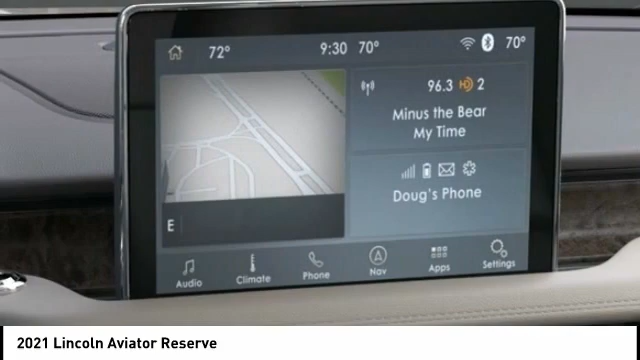 72° 9:30 70° 70°
96.3 HD 2
Minus the Bear
My Time
Doug's Phone
E
Audio Climate Phone Nav Apps Settings
2021 Lincoln Aviator Reserve